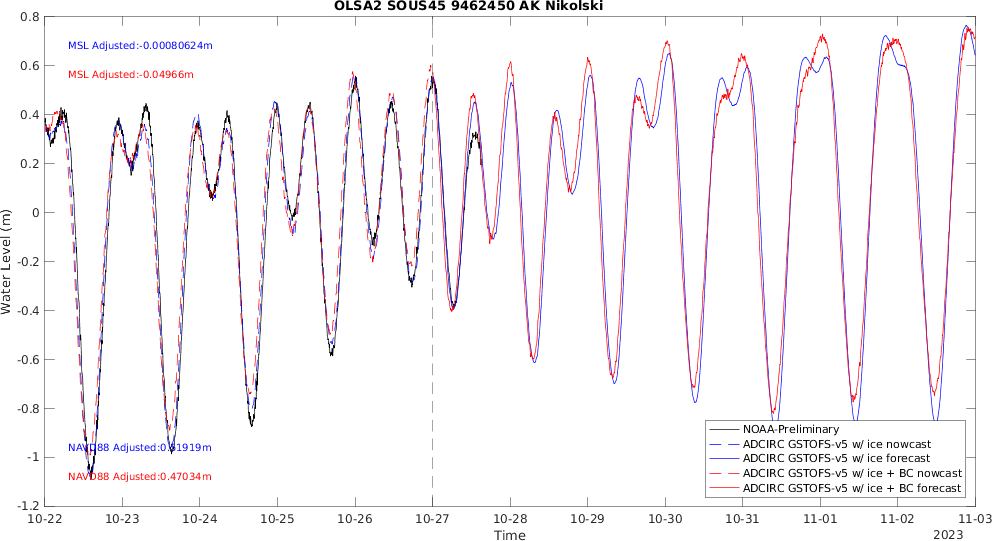 OLSA2 SOUS45 9462450 AK Nikolski
MSL Adjusted:-0.00080624m
MSL Adjusted:-0.04966m
Water Level (m)
0.8
0.6
0.4
0.2
0
-0.2
-0.4
-0.6
-0.8
-1
-1.2
NAVD88 Adjusted:0.51919m
NAVD88 Adjusted:0.47034m
NOAA-Preliminary
ADCIRC GSTOFS-v5 w/ ice nowcast
ADCIRC GSTOFS-v5 w/ ice forecast
ADCIRC GSTOFS-v5 w/ ice + BC nowcast
ADCIRC GSTOFS-v5 w/ ice + BC forecast
10-22 10-23 10-24 10-25 10-26 10-27 10-28 10-29 10-30 10-31 11-01 11-02 11-03
Time
2023